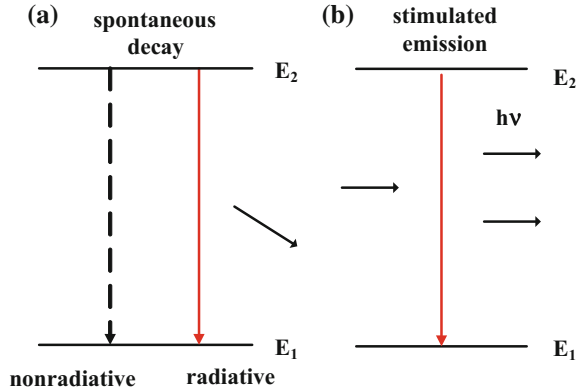 (a) spontaneous
decay
E₂
nonradiative
radiative
E₁
(b) stimulated
emission
E₂
hν
E₁